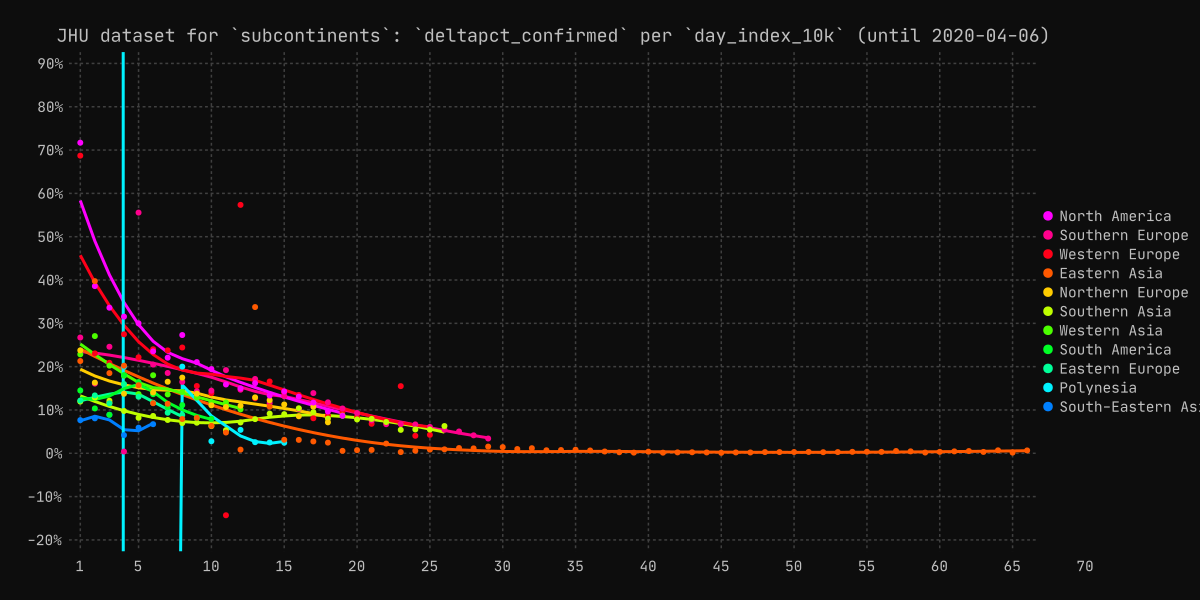 JHU dataset for `subcontinents`: `deltapct_confirmed` per `day_index_10k` (until 2020-04-06)
90%
80%
70%
60%
50%
40%
30%
20%
10%
0%
-10%
-20%
1 5 10 15 20 25 30 35 40 45 50 55 60 65 70
North America
Southern Europe
Western Europe
Eastern Asia
Northern Europe
Southern Asia
Western Asia
South America
Eastern Europe
Polynesia
South-Eastern Asi